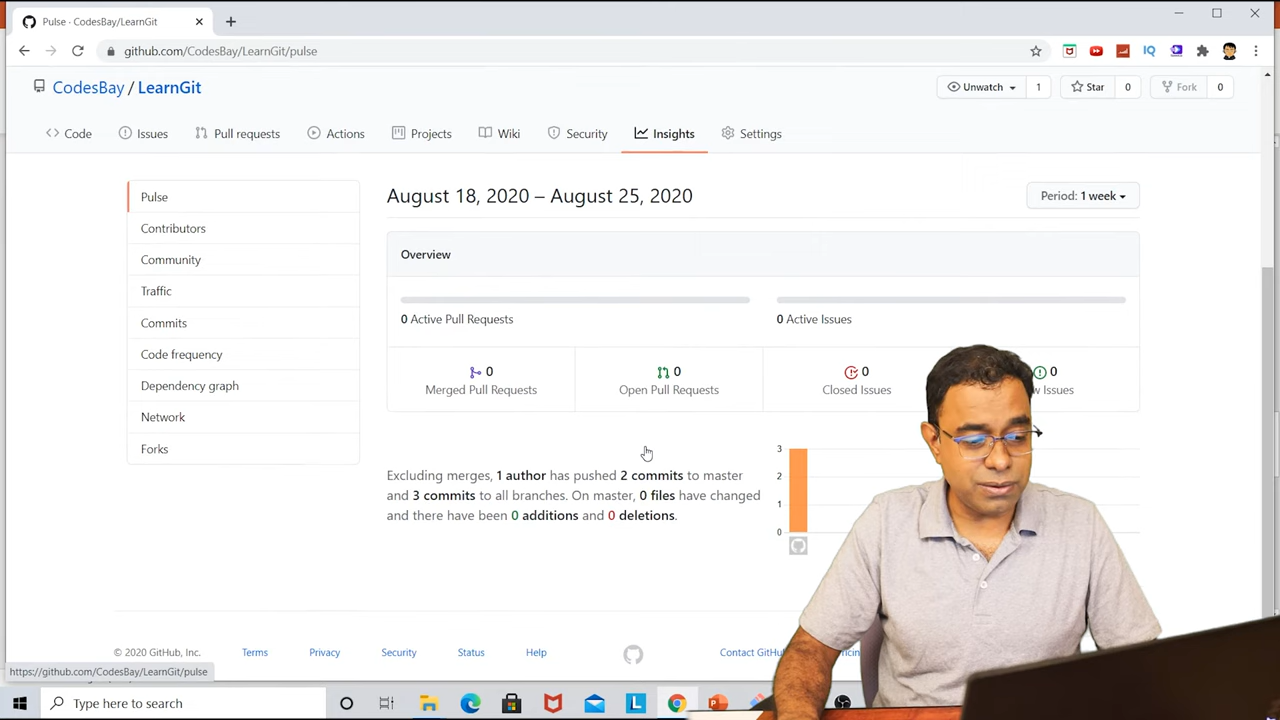 Pulse · CodesBay/LearnGit
github.com/CodesBay/LearnGit/pulse
CodesBay / LearnGit
Unwatch 1 Star 0 Fork 0
Code Issues Pull requests Actions Projects Wiki Security Insights Settings
Pulse
Contributors
Community
Traffic
Commits
Code frequency
Dependency graph
Network
Forks
August 18, 2020 – August 25, 2020
Period: 1 week
Overview
0 Active Pull Requests
0 Active Issues
0
Merged Pull Requests
0
Open Pull Requests
0
Closed Issues
0
Issues
Excluding merges, 1 author has pushed 2 commits to master
and 3 commits to all branches. On master, 0 files have changed
and there have been 0 additions and 0 deletions.
3
2
1
0
© 2020 GitHub, Inc. Terms Privacy Security Status Help Contact
https://github.com/CodesBay/LearnGit/pulse
Type here to search